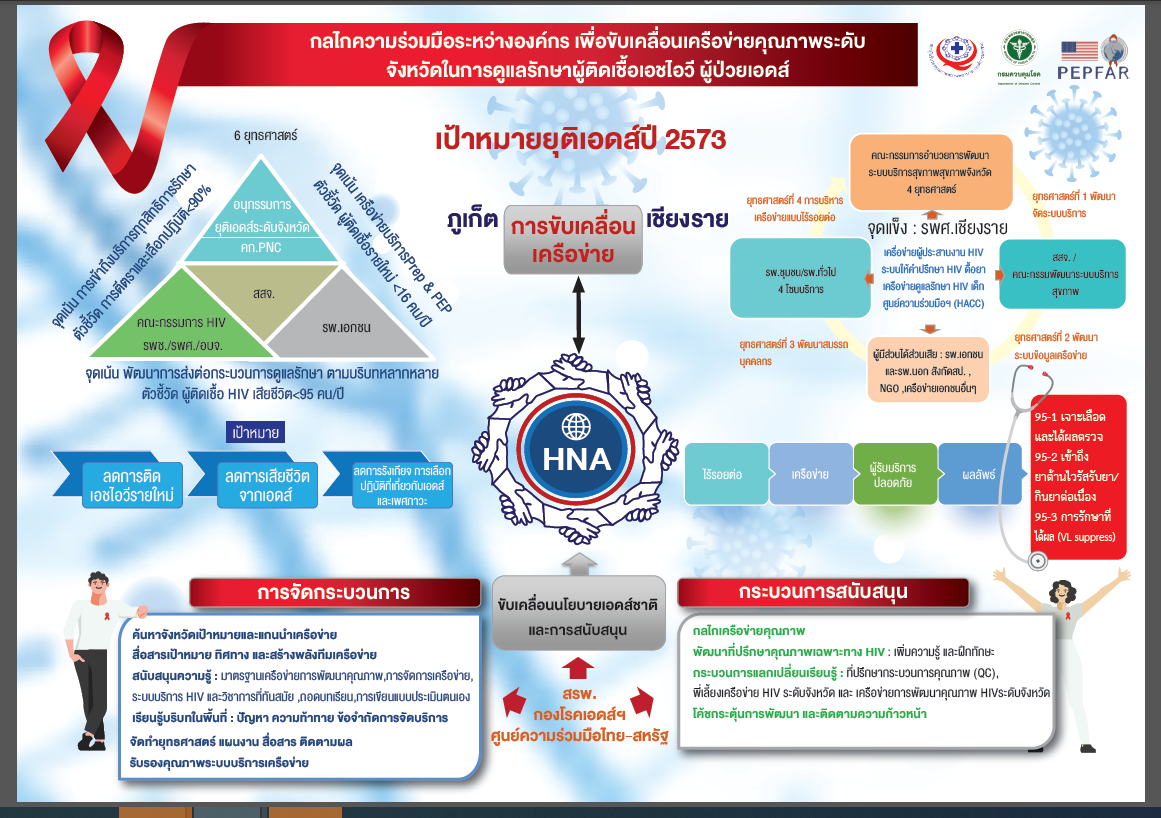 กลไกความร่วมมือระหว่างองค์กร เพื่อขับเคลื่อนเครือข่ายคุณภาพระดับ
จังหวัดในการดูแลรักษาผู้ติดเชื้อเอชไอวี ผู้ป่วยเอดส์
กรมควบคุมโรค
PEPFAR
เป้าหมายยุติเอดส์ปี 2573
6 ยุทธศาสตร์
จุดเน้น การเข้าถึงบริการทุกสิทธิการรักษา
ตัวชี้วัด การตีตราและเลือกปฏิบัติ<90%
จุดเน้น เครือข่ายบริการPrep & PEP
ตัวชี้วัด ผู้ติดเชื้อรายใหม่ <16 คน/ปี
อนุกรรมการ
ยุติเอดส์ระดับจังหวัด
คก.PNC
สสจ.
คณะกรรมการ HIV
รพช./รพศ./อบจ.
รพ.เอกชน
จุดเน้น พัฒนาการส่งต่อกระบวนการดูแลรักษา ตามบริบทหลากหลาย
ตัวชี้วัด ผู้ติดเชื้อ HIV เสียชีวิต<95 คน/ปี
ภูเก็ต
การขับเคลื่อน
เครือข่าย
เชียงราย
คณะกรรมการอำนวยการพัฒนา
ระบบบริการสุขภาพสุขภาพจังหวัด
4 ยุทธศาสตร์
ยุทธศาสตร์ที่ 4 การบริหาร
เครือข่ายแบบไร้รอยต่อ
ยุทธศาสตร์ที่ 1 พัฒนา
จัดระบบบริการ
จุดแข็ง : รพศ.เชียงราย
รพ.ชุมชน/รพ.ทั่วไป
4 โซนบริการ
เครือข่ายผู้ประสานงาน HIV
ระบบให้คำปรึกษา HIV ดื้อยา
เครือข่ายดูแลรักษา HIV เด็ก
ศูนย์ความร่วมมือฯ (HACC)
สสจ. /
คณะกรรมพัฒนาระบบบริการ
สุขภาพ
ยุทธศาสตร์ที่ 3 พัฒนาสมรรถ
บุคคลกร
ผู้มีส่วนได้ส่วนเสีย : รพ.เอกชน
และรพ.นอก สังกัดสป. ,
NGO ,เครือข่ายเอกชนอื่นๆ
ยุทธศาสตร์ที่ 2 พัฒนา
ระบบข้อมูลเครือข่าย
เป้าหมาย
ลดการติด
เอชไอวีรายใหม่
ลดการเสียชีวิต
จากเอดส์
ลดการรังเกียจ การเลือก
ปฏิบัติที่เกี่ยวกับเอดส์
และเพศภาวะ
HNA
ไร้รอยต่อ
เครือข่าย
ผู้รับบริการ
ปลอดภัย
ผลลัพธ์
95-1 เจาะเลือด
และได้ผลตรวจ
95-2 เข้าถึง
ยาต้านไวรัสรับยา/
กินยาต่อเนื่อง
95-3 การรักษาที่
ได้ผล (VL suppress)
การจัดกระบวนการ
ค้นหาจังหวัดเป้าหมายและแกนนำเครือข่าย
สื่อสารเป้าหมาย ทิศทาง และสร้างพลังทีมเครือข่าย
สนับสนุนความรู้ : มาตรฐานเครือข่ายการพัฒนาคุณภาพ,การจัดการเครือข่าย,
ระบบบริการ HIV และวิชาการที่ทันสมัย ,ถอดบทเรียน,การเขียนแบบประเมินตนเอง
เรียนรู้บริบทในพื้นที่ : ปัญหา ความท้าทาย ข้อจำกัดการจัดบริการ
จัดทำยุทธศาสตร์ แผนงาน สื่อสาร ติดตามผล
รับรองคุณภาพระบบบริการเครือข่าย
ขับเคลื่อนนโยบายเอดส์ชาติ
และการสนับสนุน
สรพ.
กองโรคเอดส์ฯ
ศูนย์ความร่วมมือไทย-สหรัฐ
กระบวนการสนับสนุน
กลไกเครือข่ายคุณภาพ
พัฒนาที่ปรึกษาคุณภาพเฉพาะทาง HIV : เพิ่มความรู้ และฝึกทักษะ
กระบวนการแลกเปลี่ยนเรียนรู้ : ที่ปรึกษากระบวนการคุณภาพ (QC),
พี่เลี้ยงเครือข่าย HIV ระดับจังหวัด และ เครือข่ายการพัฒนาคุณภาพ HIVระดับจังหวัด
โค้ชกระตุ้นการพัฒนา และติดตามความก้าวหน้า